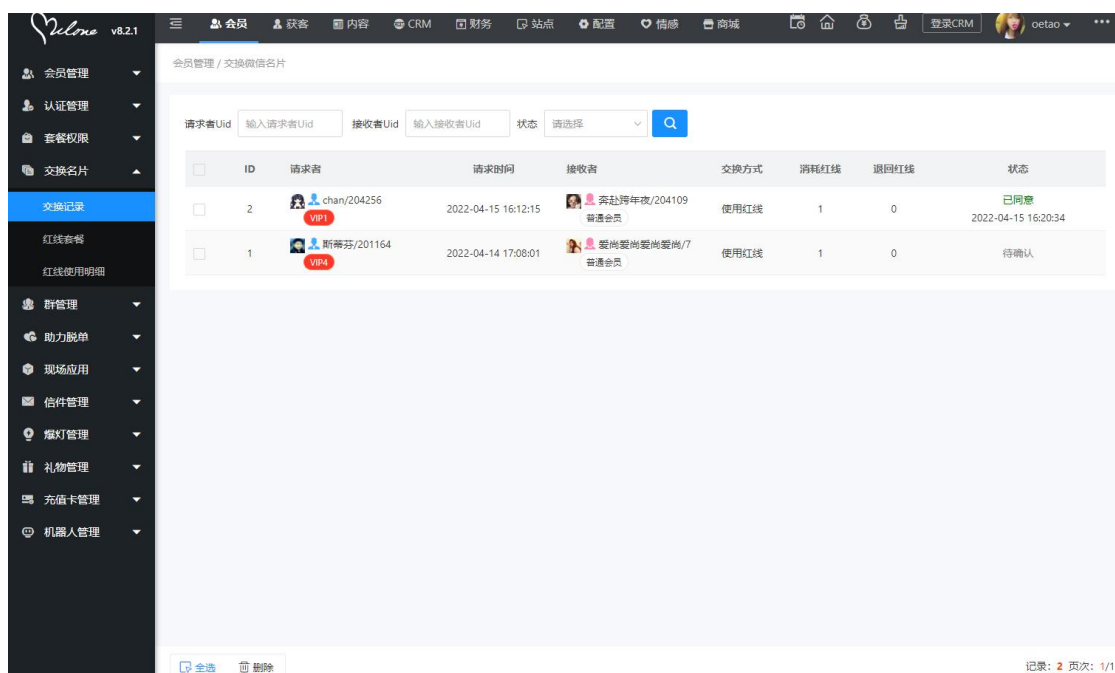 Milone v8.2.1
会员 获客 内容 CRM 财务 站点 配置 情感 商城 登录CRM oetao
会员管理 / 交换微信名片
会员管理
认证管理
套餐权限
交换名片
交换记录
红线套餐
红线使用明细
群管理
助力脱单
现场应用
信件管理
爆灯管理
礼物管理
充值卡管理
机器人管理
请求者Uid 输入请求者Uid 接收者Uid 输入接收者Uid 状态 请选择
ID 请求者 请求时间 接收者 交换方式 消耗红线 退回红线 状态
2 chan/204256 VIP1 2022-04-15 16:12:15 奔赴跨年夜/204109 普通会员 使用红线 1 0 已同意 2022-04-15 16:20:34
1 斯蒂芬/201164 VIP4 2022-04-14 17:08:01 爱尚爱尚爱尚爱尚/7 普通会员 使用红线 1 0 待确认
全选 删除 记录: 2 页次: 1/1